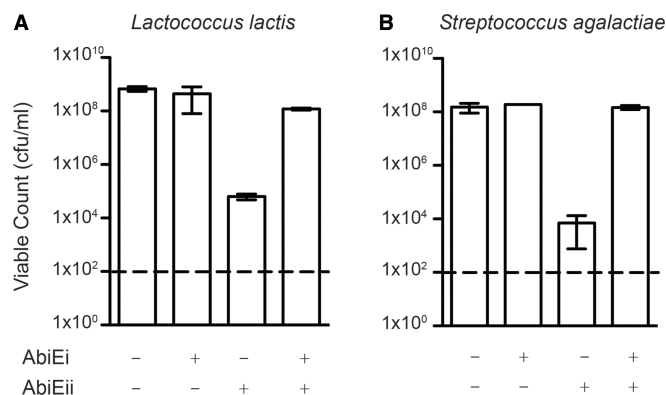 A
Lactococcus lactis
Viable Count (cfu/ml)
1x10¹⁰
1x10⁸
1x10⁶
1x10⁴
1x10²
1x10⁰
B
Streptococcus agalactiae
1x10¹⁰
1x10⁸
1x10⁶
1x10⁴
1x10²
1x10⁰
AbiEi – + – + – + – +
AbiEii – – + + – – + +